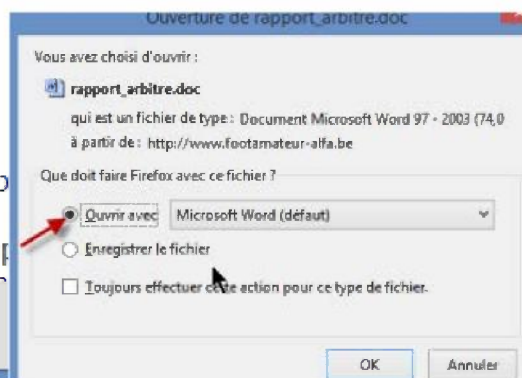 Ouverture de rapport_arbitre.doc
Vous avez choisi d'ouvrir :
rapport_arbitre.doc
qui est un fichier de type : Document Microsoft Word 97 - 2003 (74,0
à partir de : http://www.footamateur-alfa.be
Que doit faire Firefox avec ce fichier ?
Ouvrir avec Microsoft Word (défaut)
Enregistrer le fichier
Toujours effectuer cette action pour ce type de fichier.
OK Annuler